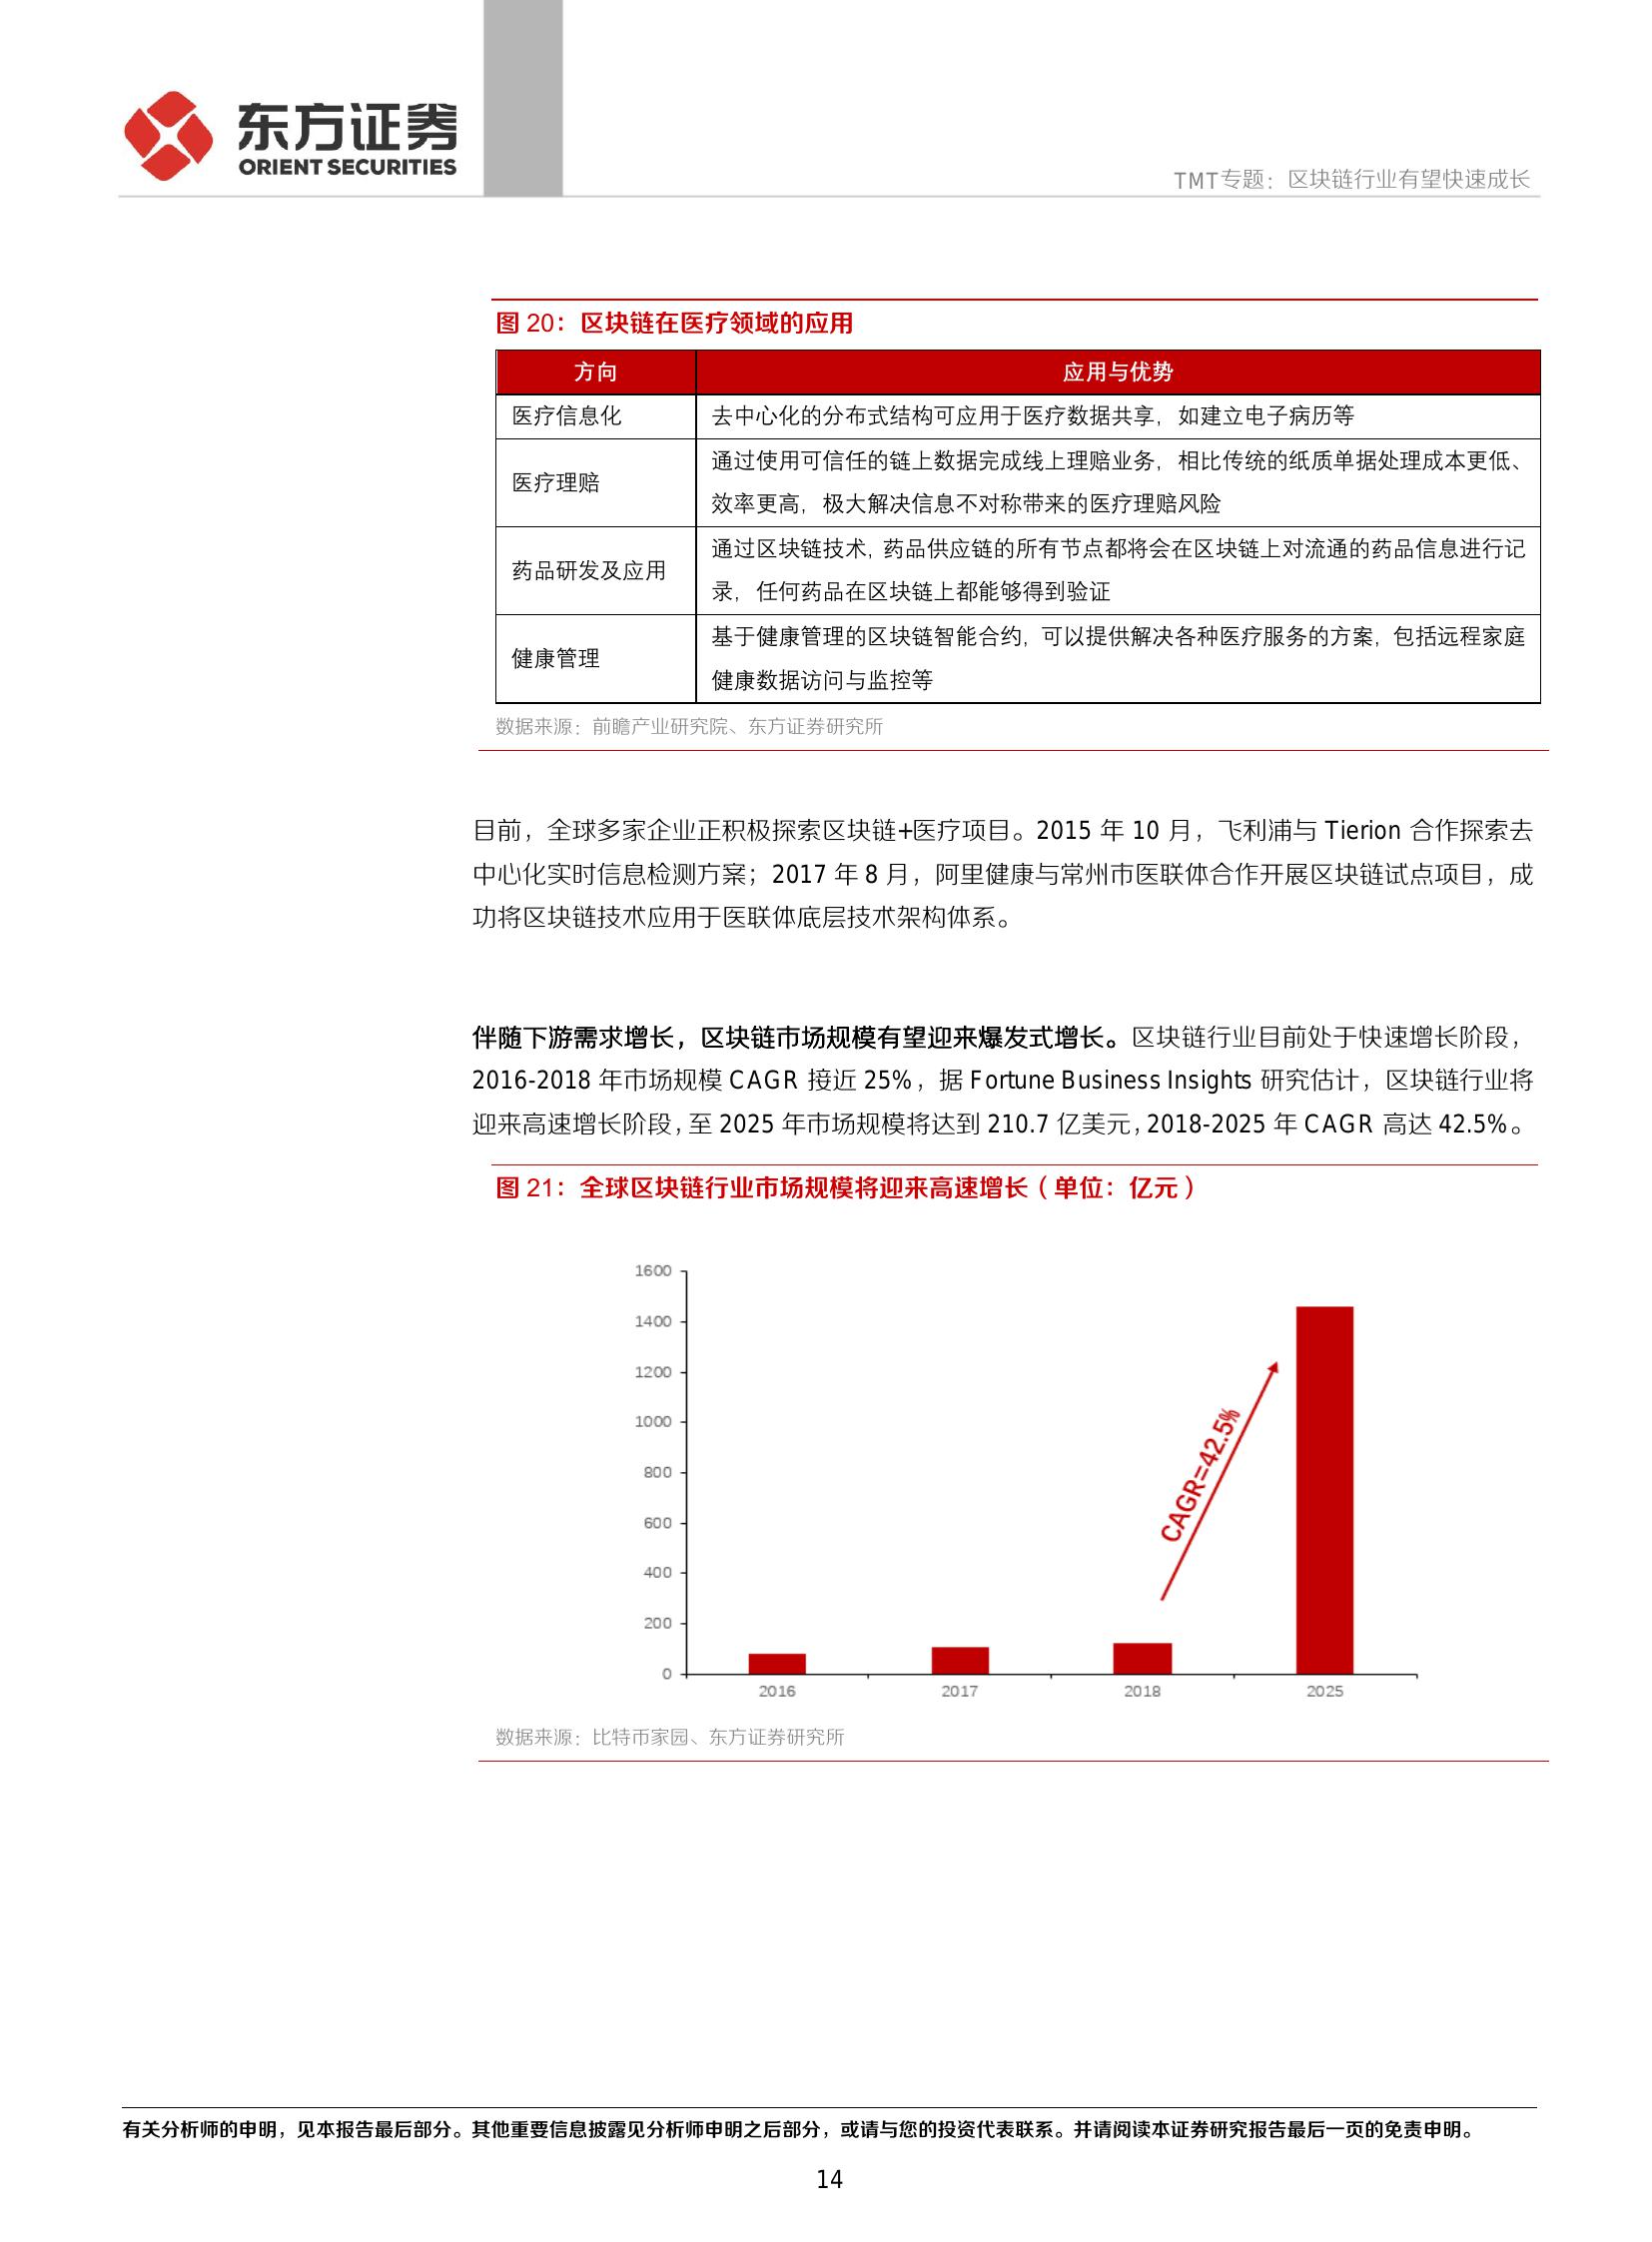 东方证券
ORIENT SECURITIES
TMT专题：区块链行业有望快速成长
图 20：区块链在医疗领域的应用
方向 应用与优势
医疗信息化 去中心化的分布式结构可应用于医疗数据共享，如建立电子病历等
医疗理赔 通过使用可信任的链上数据完成线上理赔业务，相比传统的纸质单据处理成本更低、
效率更高，极大解决信息不对称带来的医疗理赔风险
药品研发及应用 通过区块链技术，药品供应链的所有节点都将会在区块链上对流通的药品信息进行记
录，任何药品在区块链上都能够得到验证
健康管理 基于健康管理的区块链智能合约，可以提供解决各种医疗服务的方案，包括远程家庭
健康数据访问与监控等
数据来源：前瞻产业研究院、东方证券研究所
目前，全球多家企业正积极探索区块链+医疗项目。2015 年 10 月，飞利浦与 Tierion 合作探索去
中心化实时信息检测方案；2017 年 8 月，阿里健康与常州市医联体合作开展区块链试点项目，成
功将区块链技术应用于医联体底层技术架构体系。
伴随下游需求增长，区块链市场规模有望迎来爆发式增长。区块链行业目前处于快速增长阶段，
2016-2018 年市场规模 CAGR 接近 25%，据 Fortune Business Insights 研究估计，区块链行业将
迎来高速增长阶段，至 2025 年市场规模将达到 210.7 亿美元，2018-2025 年 CAGR 高达 42.5%。
图 21：全球区块链行业市场规模将迎来高速增长（单位：亿元）
1600
1400
1200
1000
800
600
400
200
0
CAGR=42.5%
2016 2017 2018 2025
数据来源：比特币家园、东方证券研究所
有关分析师的申明，见本报告最后部分。其他重要信息披露见分析师申明之后部分，或请与您的投资代表联系。并请阅读本证券研究报告最后一页的免责申明。
14